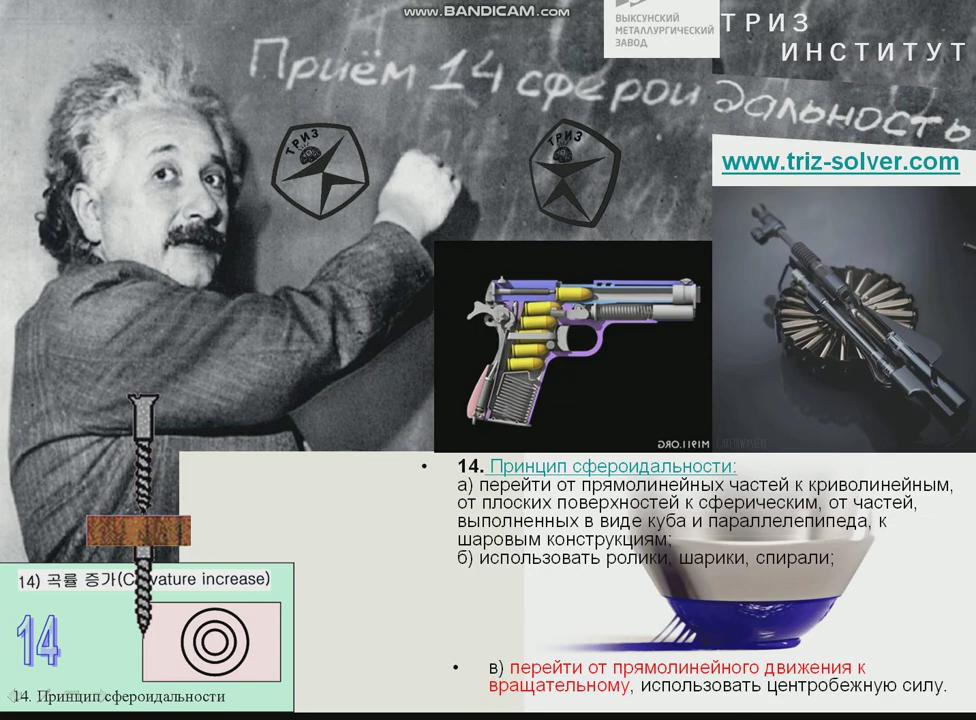 www.BANDICAM.com
ВЫКСУНСКИЙ
МЕТАЛЛУРГИЧЕСКИЙ
ЗАВОД
ТРИЗ
ИНСТИТУТ
Приём 14 сфероидальность
ТРИЗ
ТРИЗ
www.triz-solver.com
M1911.ORG
14. Принцип сфероидальности:
а) перейти от прямолинейных частей к криволинейным,
от плоских поверхностей к сферическим, от частей,
выполненных в виде куба и параллелепипеда, к
шаровым конструкциям;
б) использовать ролики, шарики, спирали;
14) 곡률 증가(C vature increase)
14
14. Принцип сфероидальности
• в) перейти от прямолинейного движения к
вращательному, использовать центробежную силу.